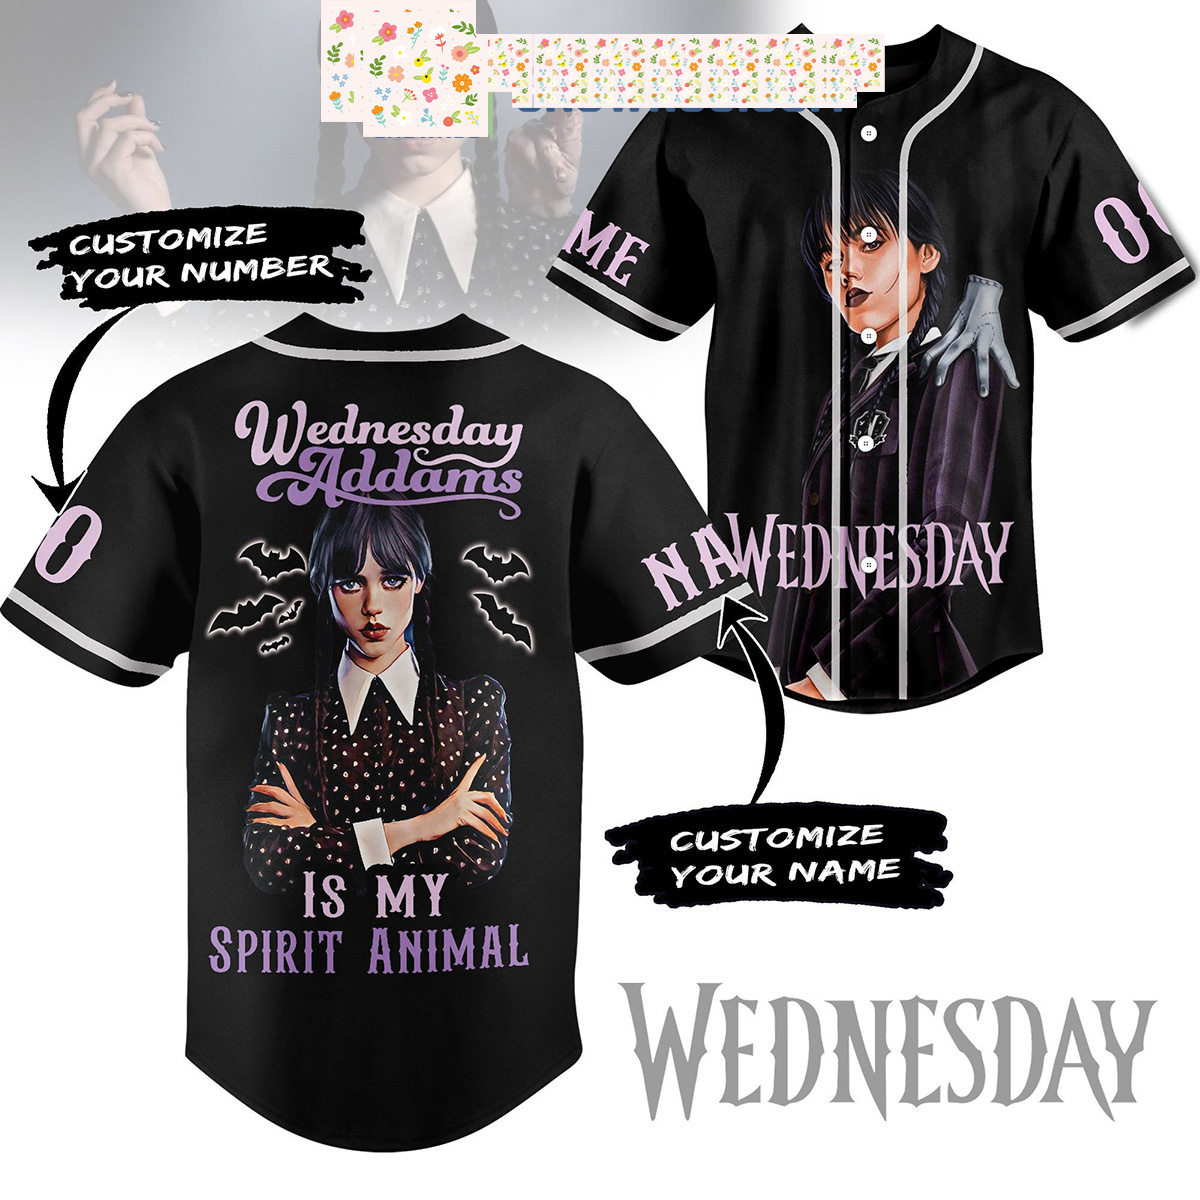 CUSTOMIZE
YOUR NUMBER
ME
00
Wednesday
Addams
0
NA
WEDNESDAY
IS MY
SPIRIT ANIMAL
CUSTOMIZE
YOUR NAME
WEDNESDAY